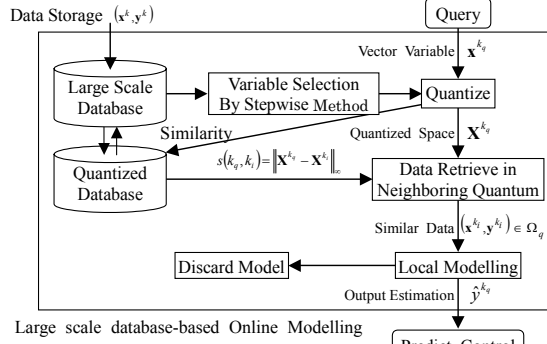 Data Storage (x^k, y^k)
Query
Vector Variable x^{k_q}
Large Scale
Database
Variable Selection
By Stepwise Method
Quantize
Similarity
Quantized Space X^{k_q}
s(k_q, k_i) = ‖X^{k_q} − X^{k_i}‖_∞
Quantized
Database
Data Retrieve in
Neighboring Quantum
Similar Data (x^{k_i}, y^{k_i}) ∈ Ω_q
Discard Model
Local Modelling
Output Estimation ŷ^{k_q}
Large scale database-based Online Modelling
Predict, Control